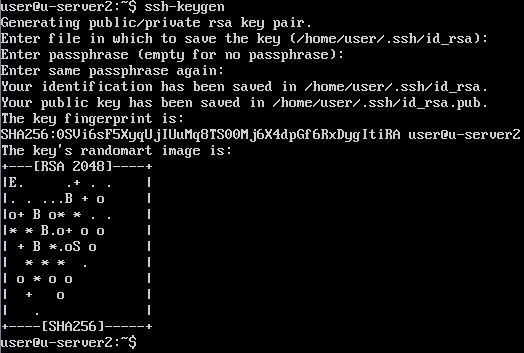 user@u-server2:~$ ssh-keygen
Generating public/private rsa key pair.
Enter file in which to save the key (/home/user/.ssh/id_rsa):
Enter passphrase (empty for no passphrase):
Enter same passphrase again:
Your identification has been saved in /home/user/.ssh/id_rsa.
Your public key has been saved in /home/user/.ssh/id_rsa.pub.
The key fingerprint is:
SHA256:0SVi6sF5XyqUjIUuMq8TS00Mj6X4dpGf6RxDygItiRA user@u-server2
The key's randomart image is:
+---[RSA 2048]----+
|E.     .+ . .    |
|. . ...B + o     |
|o+ B o* * . .    |
|* * B.o+ o o     |
| + B *.oS o      |
|  * * *  .       |
| o * o o         |
|  +   o          |
|   .             |
+----[SHA256]-----+
user@u-server2:~$